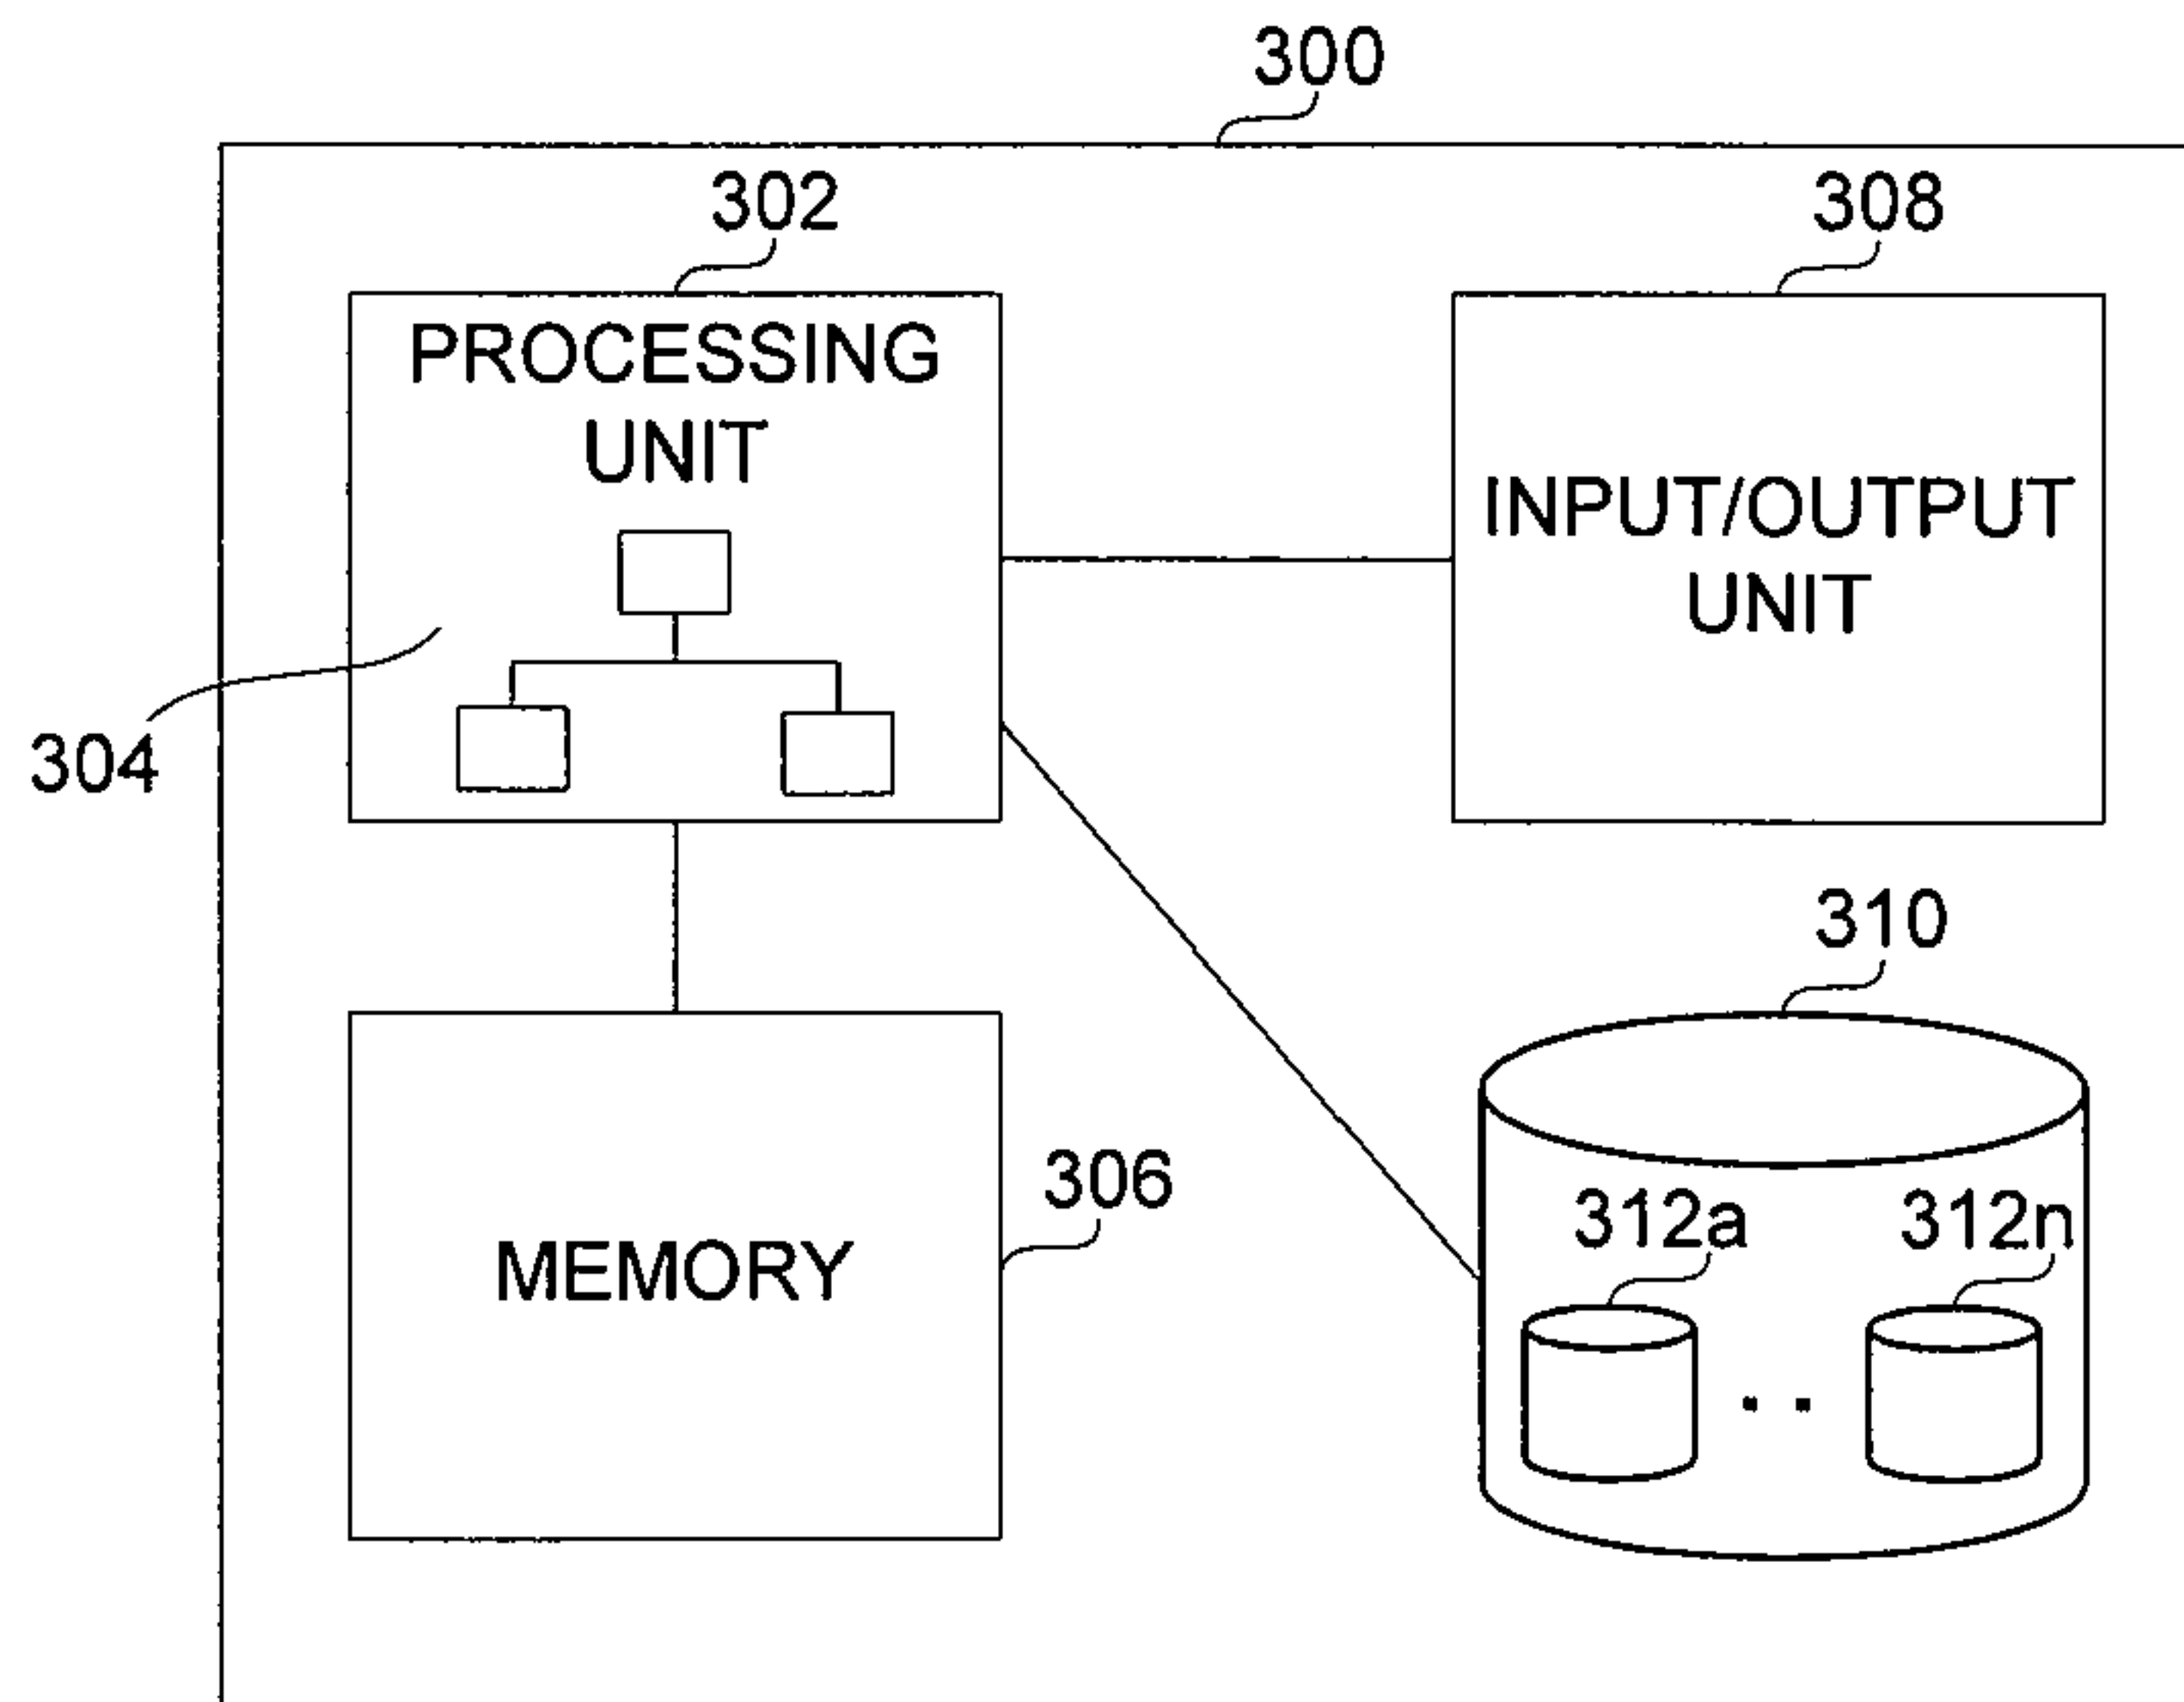 300
302
308
PROCESSING
UNIT
INPUT/OUTPUT
UNIT
304
310
306
312a
312n
MEMORY